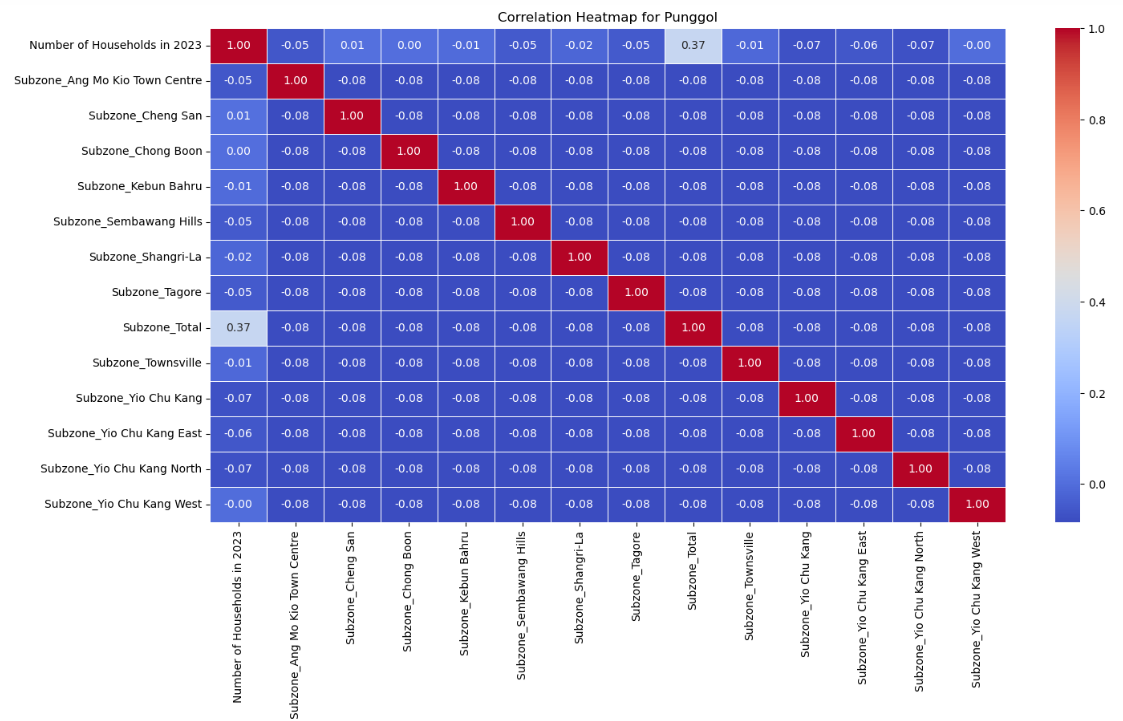 Correlation Heatmap for Punggol
Number of Households in 2023 1.00 -0.05 0.01 0.00 -0.01 -0.05 -0.02 -0.05 0.37 -0.01 -0.07 -0.06 -0.07 -0.00
Subzone_Ang Mo Kio Town Centre -0.05 1.00 -0.08 -0.08 -0.08 -0.08 -0.08 -0.08 -0.08 -0.08 -0.08 -0.08 -0.08 -0.08
Subzone_Cheng San 0.01 -0.08 1.00 -0.08 -0.08 -0.08 -0.08 -0.08 -0.08 -0.08 -0.08 -0.08 -0.08 -0.08
Subzone_Chong Boon 0.00 -0.08 -0.08 1.00 -0.08 -0.08 -0.08 -0.08 -0.08 -0.08 -0.08 -0.08 -0.08 -0.08
Subzone_Kebun Bahru -0.01 -0.08 -0.08 -0.08 1.00 -0.08 -0.08 -0.08 -0.08 -0.08 -0.08 -0.08 -0.08 -0.08
Subzone_Sembawang Hills -0.05 -0.08 -0.08 -0.08 -0.08 1.00 -0.08 -0.08 -0.08 -0.08 -0.08 -0.08 -0.08 -0.08
Subzone_Shangri-La -0.02 -0.08 -0.08 -0.08 -0.08 -0.08 1.00 -0.08 -0.08 -0.08 -0.08 -0.08 -0.08 -0.08
Subzone_Tagore -0.05 -0.08 -0.08 -0.08 -0.08 -0.08 -0.08 1.00 -0.08 -0.08 -0.08 -0.08 -0.08 -0.08
Subzone_Total 0.37 -0.08 -0.08 -0.08 -0.08 -0.08 -0.08 -0.08 1.00 -0.08 -0.08 -0.08 -0.08 -0.08
Subzone_Townsville -0.01 -0.08 -0.08 -0.08 -0.08 -0.08 -0.08 -0.08 -0.08 1.00 -0.08 -0.08 -0.08 -0.08
Subzone_Yio Chu Kang -0.07 -0.08 -0.08 -0.08 -0.08 -0.08 -0.08 -0.08 -0.08 -0.08 1.00 -0.08 -0.08 -0.08
Subzone_Yio Chu Kang East -0.06 -0.08 -0.08 -0.08 -0.08 -0.08 -0.08 -0.08 -0.08 -0.08 -0.08 1.00 -0.08 -0.08
Subzone_Yio Chu Kang North -0.07 -0.08 -0.08 -0.08 -0.08 -0.08 -0.08 -0.08 -0.08 -0.08 -0.08 -0.08 1.00 -0.08
Subzone_Yio Chu Kang West -0.00 -0.08 -0.08 -0.08 -0.08 -0.08 -0.08 -0.08 -0.08 -0.08 -0.08 -0.08 -0.08 1.00
Number of Households in 2023
Subzone_Ang Mo Kio Town Centre
Subzone_Cheng San
Subzone_Chong Boon
Subzone_Kebun Bahru
Subzone_Sembawang Hills
Subzone_Shangri-La
Subzone_Tagore
Subzone_Total
Subzone_Townsville
Subzone_Yio Chu Kang
Subzone_Yio Chu Kang East
Subzone_Yio Chu Kang North
Subzone_Yio Chu Kang West
1.0
0.8
0.6
0.4
0.2
0.0